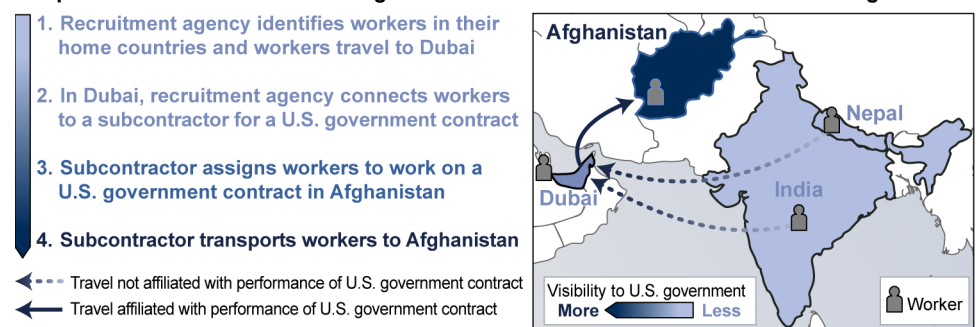 1. Recruitment agency identifies workers in their
home countries and workers travel to Dubai
2. In Dubai, recruitment agency connects workers
to a subcontractor for a U.S. government contract
3. Subcontractor assigns workers to work on a
U.S. government contract in Afghanistan
4. Subcontractor transports workers to Afghanistan
Travel not affiliated with performance of U.S. government contract
Travel affiliated with performance of U.S. government contract
Afghanistan
Nepal
India
Dubai
Visibility to U.S. government
More Less
Worker